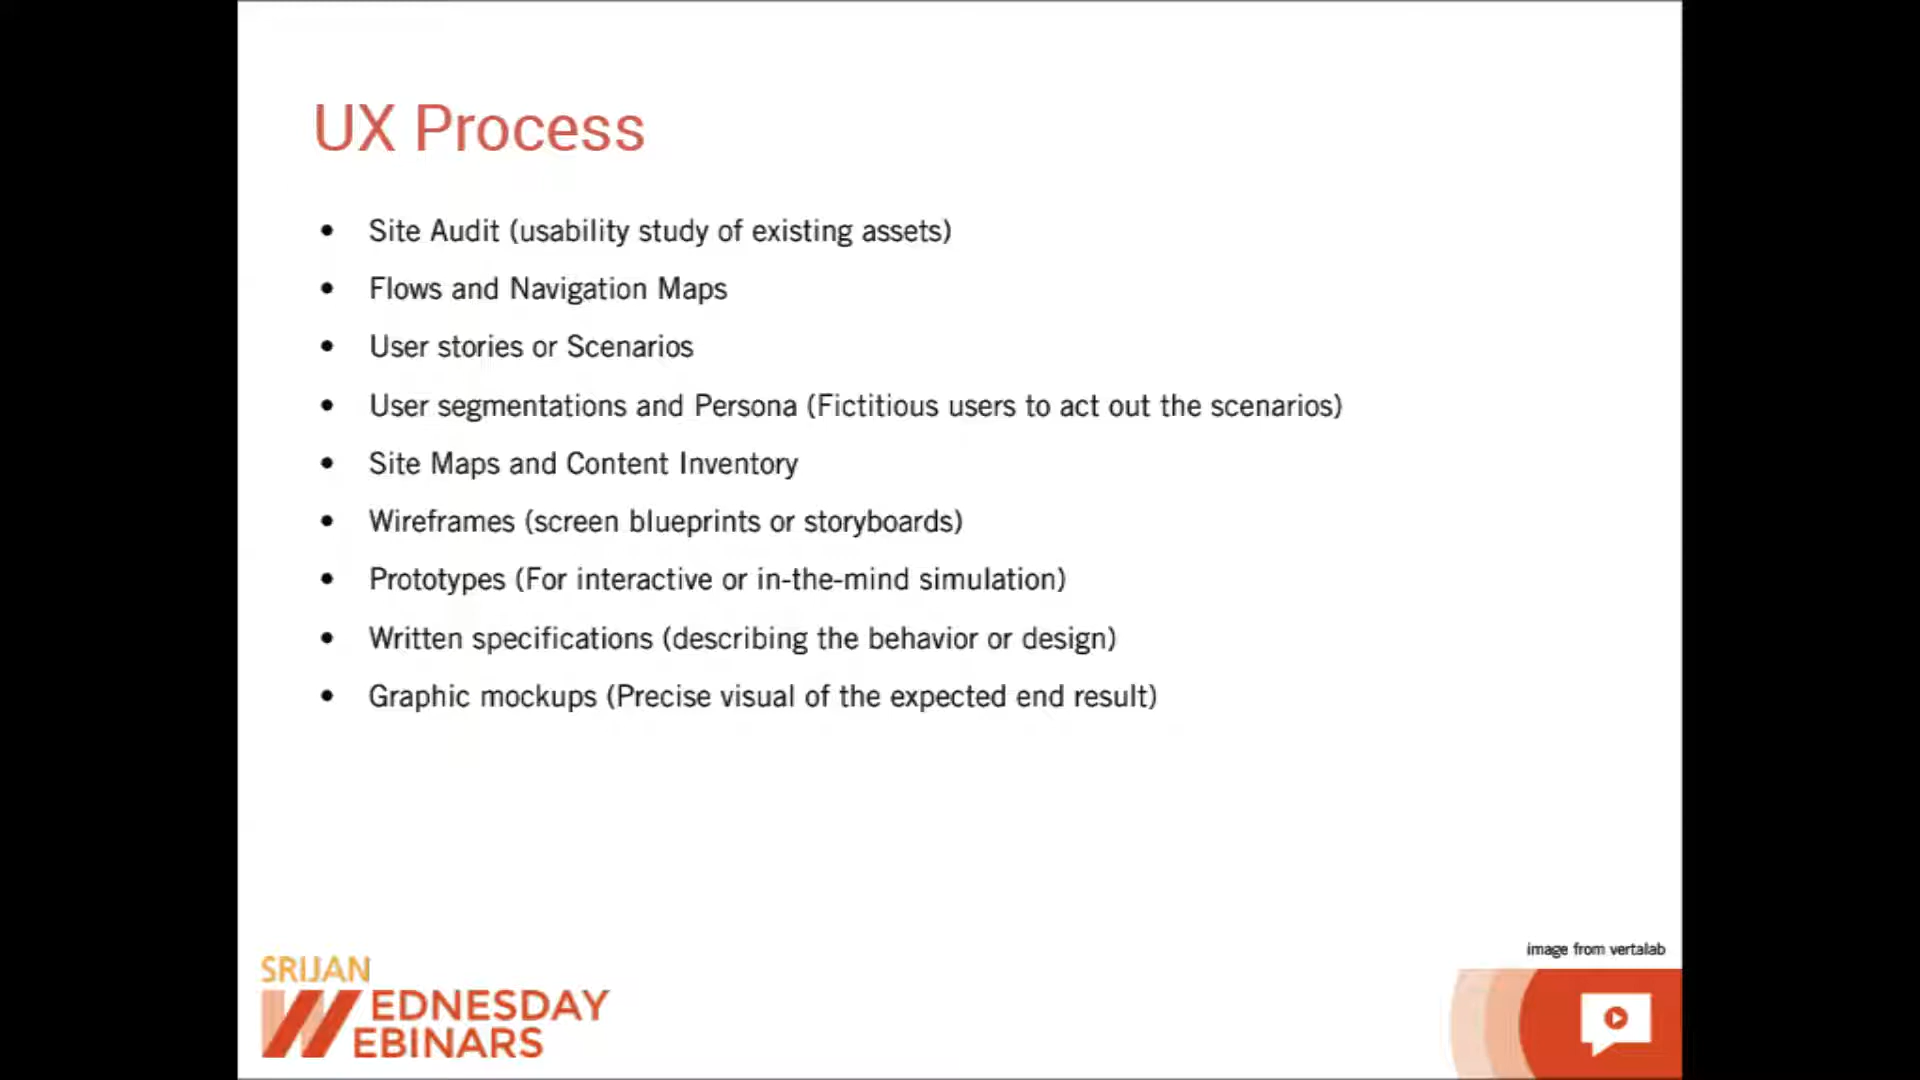 UX Process
• Site Audit (usability study of existing assets)
• Flows and Navigation Maps
• User stories or Scenarios
• User segmentations and Persona (Fictitious users to act out the scenarios)
• Site Maps and Content Inventory
• Wireframes (screen blueprints or storyboards)
• Prototypes (For interactive or in-the-mind simulation)
• Written specifications (describing the behavior or design)
• Graphic mockups (Precise visual of the expected end result)
image from vertalab
SRIJAN
WEDNESDAY
WEBINARS